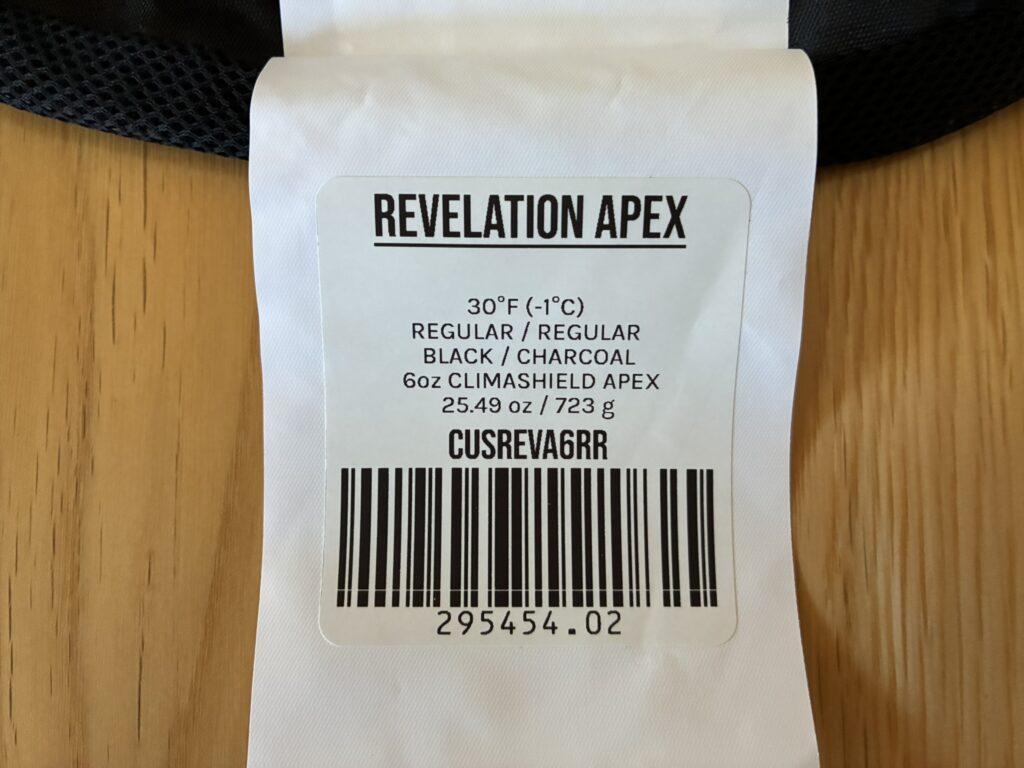 REVELATION APEX
30°F (-1°C)
REGULAR / REGULAR
BLACK / CHARCOAL
6oz CLIMASHIELD APEX
25.49 oz / 723 g
CUSREVA6RR
295454.02